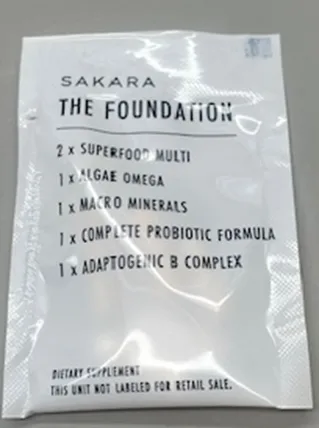 SAKARA
THE FOUNDATION
2 x SUPERFOOD MULTI
1 x ALGAE OMEGA
1 x MACRO MINERALS
1 x COMPLETE PROBIOTIC FORMULA
1 x ADAPTOGENIC B COMPLEX
DIETARY SUPPLEMENT
THIS UNIT NOT LABELED FOR RETAIL SALE.